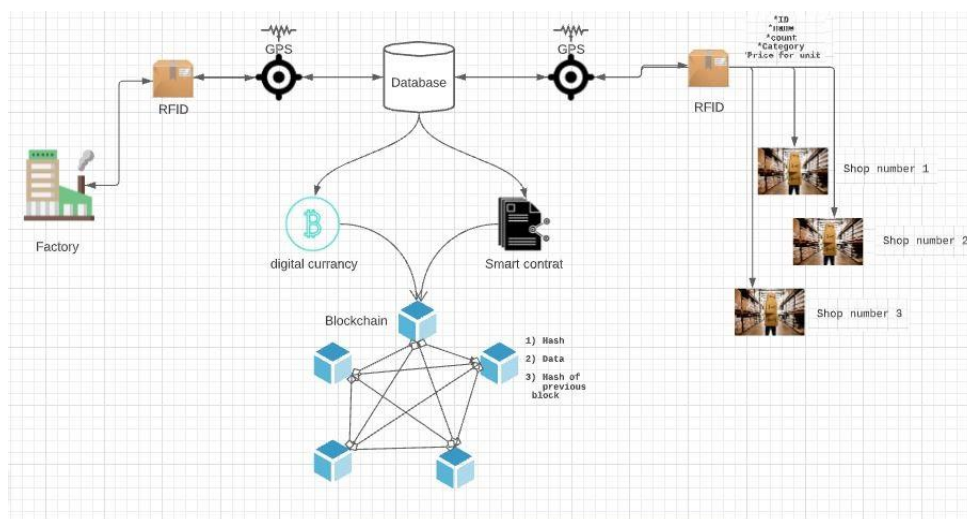 *ID
*name
*count
*Category
*Price for unit
GPS
GPS
Database
RFID
RFID
Shop number 1
Factory
digital currancy
Smart contrat
Shop number 2
Shop number 3
Blockchain
1) Hash
2) Data
3) Hash of
previous
block